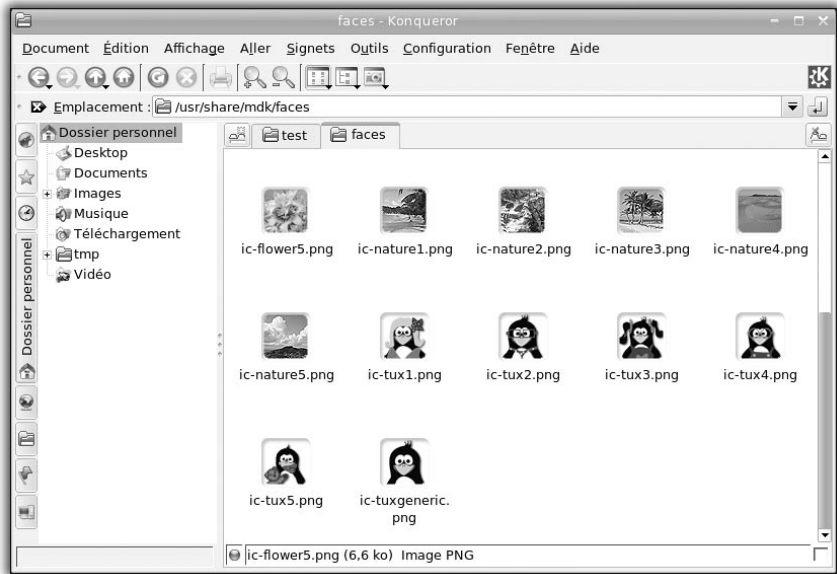 faces - Konqueror
Document Édition Affichage Aller Signets Outils Configuration Fenêtre Aide
Emplacement : /usr/share/mdk/faces
Dossier personnel
Desktop
Documents
Images
Musique
Téléchargement
tmp
Vidéo
Dossier personnel
test faces
ic-flower5.png ic-nature1.png ic-nature2.png ic-nature3.png ic-nature4.png
ic-nature5.png ic-tux1.png ic-tux2.png ic-tux3.png ic-tux4.png
ic-tux5.png ic-tuxgeneric.
png
ic-flower5.png (6,6 ko) Image PNG